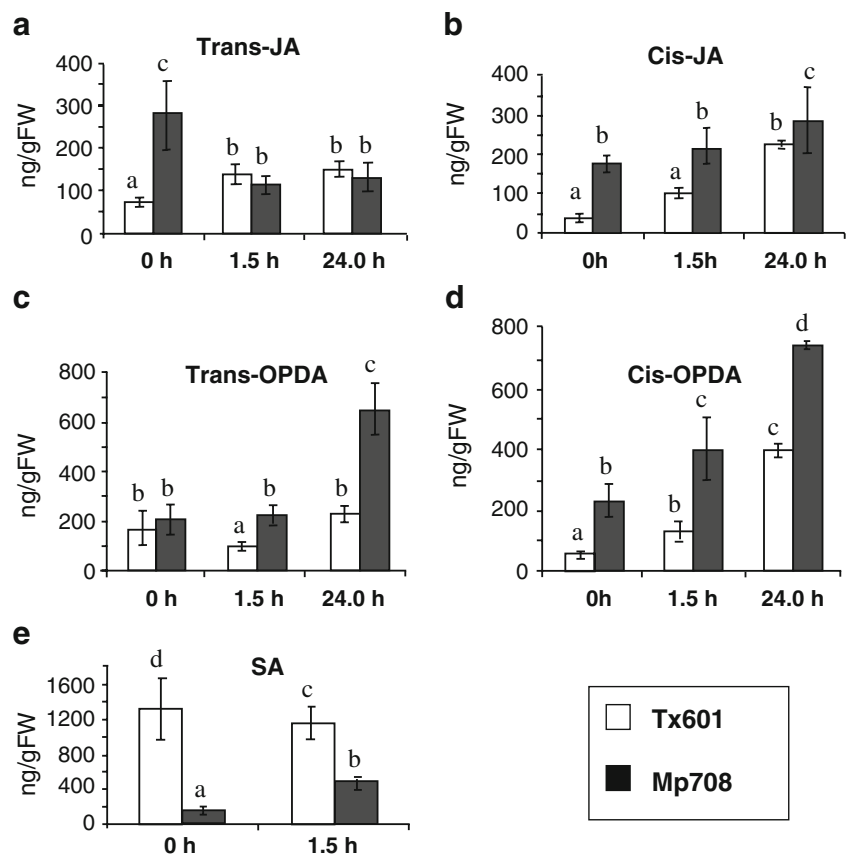 a
Trans-JA
ng/gFW
400
300
200
100
0
a
c
b
b
b
b
0 h
1.5 h
24.0 h
b
Cis-JA
ng/gFW
400
300
200
100
0
a
b
a
b
b
c
0h
1.5h
24.0 h
c
Trans-OPDA
ng/gFW
800
600
400
200
0
b
b
a
b
b
c
0 h
1.5 h
24.0 h
d
Cis-OPDA
ng/gFW
800
600
400
200
0
a
b
b
c
c
d
0h
1.5 h
24.0 h
e
SA
ng/gFW
1600
1200
800
400
0
d
a
c
b
0 h
1.5 h
Tx601
Mp708